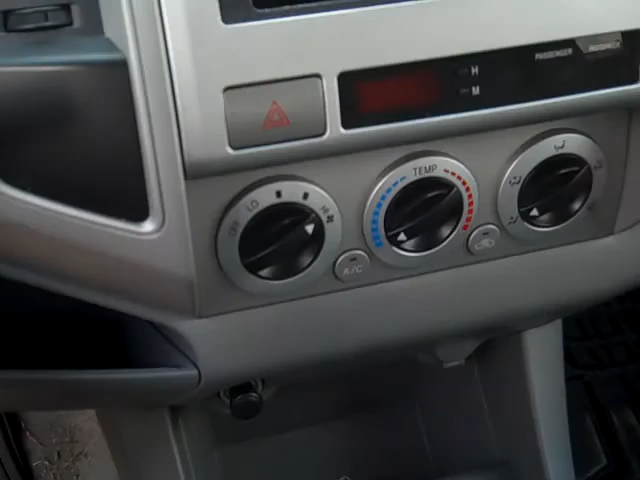 H
PASSENGER
M
TEMP
OFF LO HI
A/C